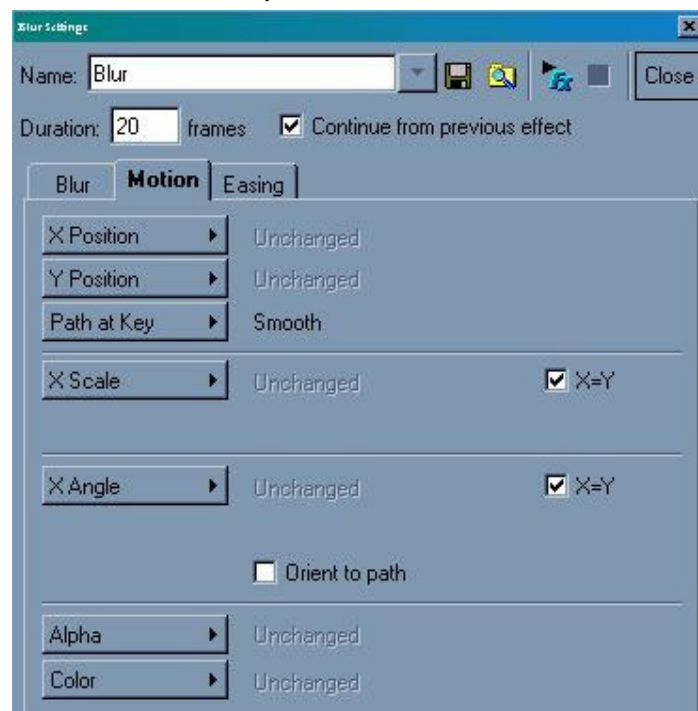 Blur Settings
Name: Blur
Fx
Close
Duration: 20 frames Continue from previous effect
Blur Motion Easing
X Position Unchanged
Y Position Unchanged
Path at Key Smooth
X Scale Unchanged X=Y
X Angle Unchanged X=Y
Orient to path
Alpha Unchanged
Color Unchanged